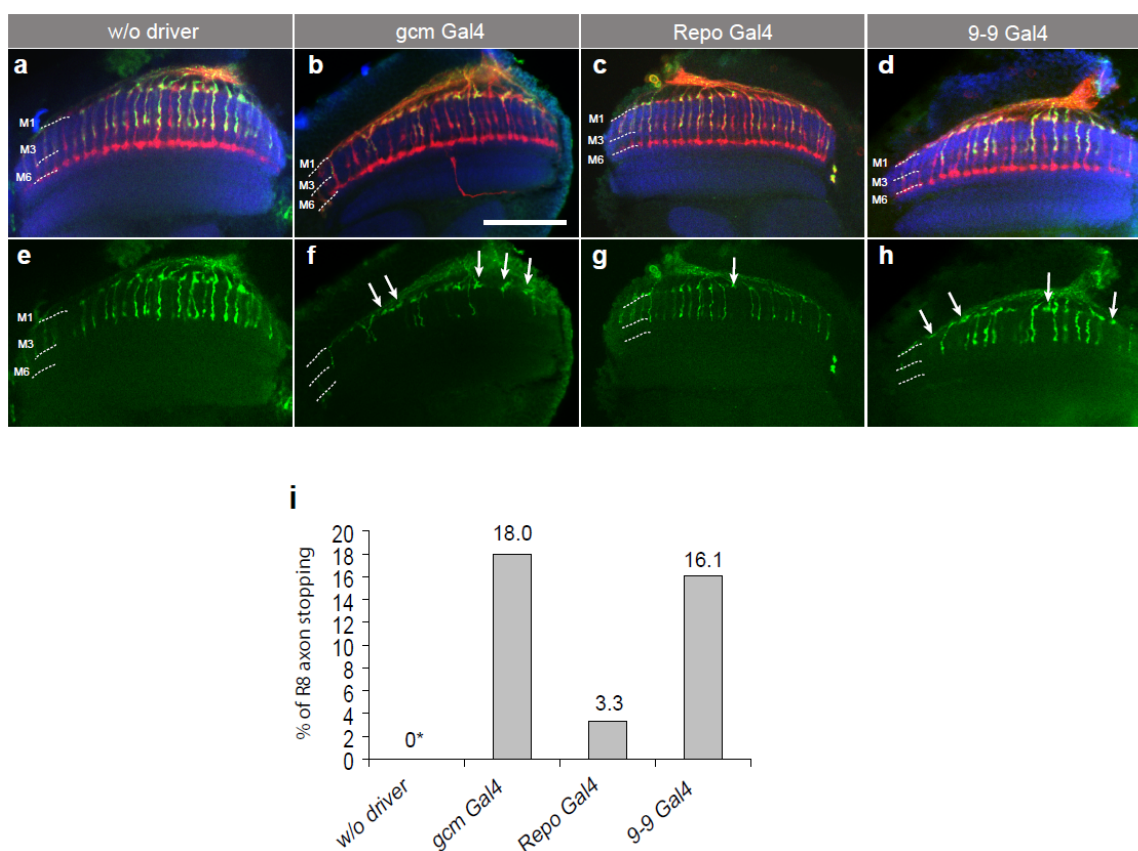 w/o driver gcm Gal4 Repo Gal4 9-9 Gal4
a b c d
M1 M1 M1 M1
M3 M3 M3 M3
M6 M6 M6 M6
e f g h
M1
M3
M6
i
% of R8 axon stopping
20
18
16
14
12
10
8
6
4
2
0
0* 18.0 3.3 16.1
w/o driver gcm Gal4 Repo Gal4 9-9 Gal4